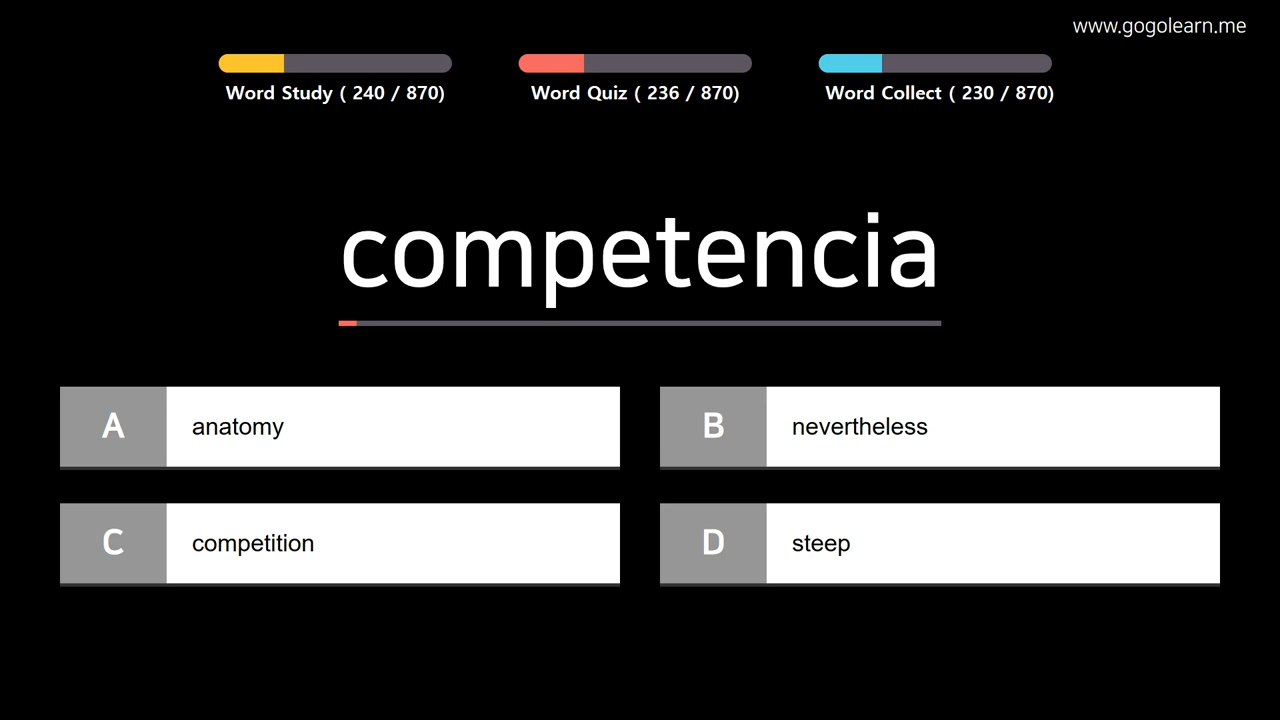 www.gogolearn.me
Word Study ( 240 / 870)
Word Quiz ( 236 / 870)
Word Collect ( 230 / 870)
competencia
A anatomy
B nevertheless
C competition
D steep